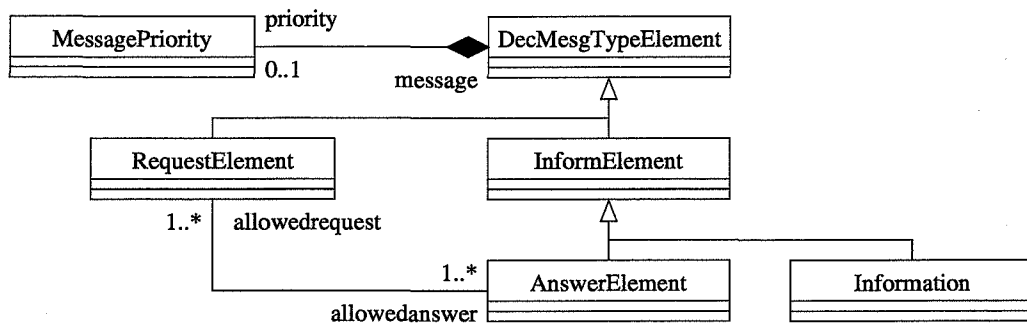 priority
MessagePriority
DecMesgTypeElement
0..1
message
RequestElement
InformElement
1..*
allowedrequest
1..*
AnswerElement
Information
allowedanswer